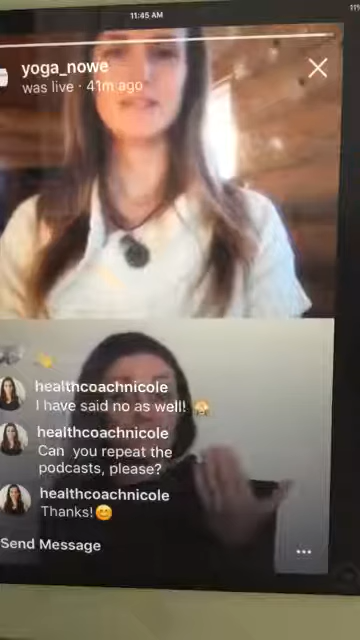 11:45 AM
yoga_nowe
was live · 41m ago
healthcoachnicole
I have said no as well! 🙈
healthcoachnicole
Can you repeat the
podcasts, please?
healthcoachnicole
Thanks!😊
Send Message